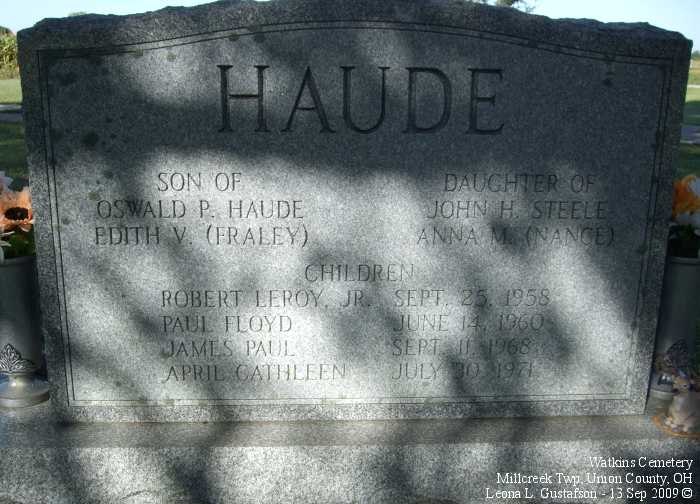 HAUDE
SON OF
OSWALD P. HAUDE
EDITH V. (FRALEY)
DAUGHTER OF
JOHN H. STEELE
ANNA M. (NANCE)
CHILDREN
ROBERT LEROY, JR. SEPT. 25, 1958
PAUL FLOYD JUNE 14, 1960
JAMES PAUL SEPT. 11, 1968
APRIL CATHLEEN JULY 30, 1971
Watkins Cemetery
Millcreek Twp, Union County, OH
Leona L. Gustafson - 13 Sep 2009 ©